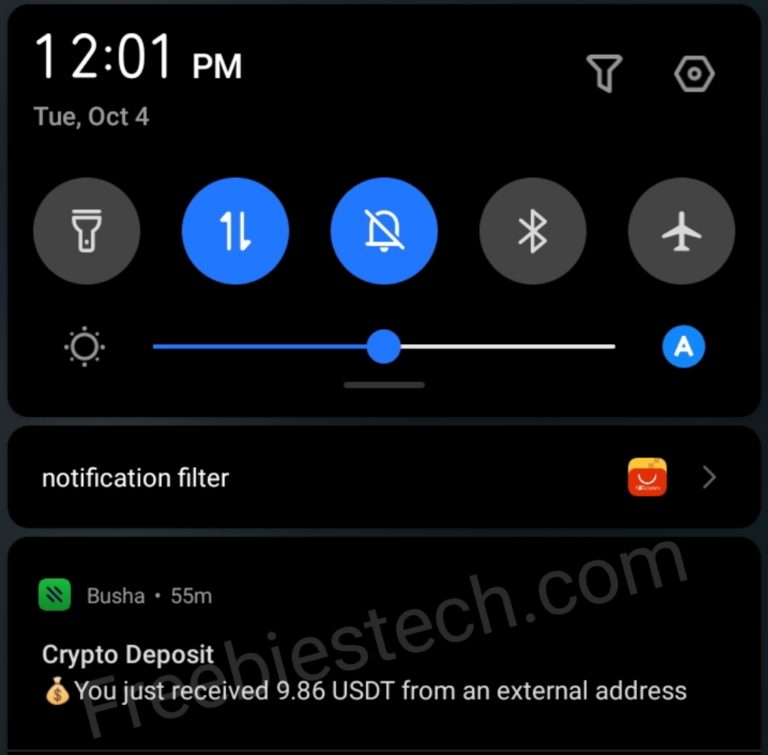 12:01 PM
Tue, Oct 4
A
notification filter
Busha • 55m
Crypto Deposit
💰You just received 9.86 USDT from an external address
Freebiestech.com